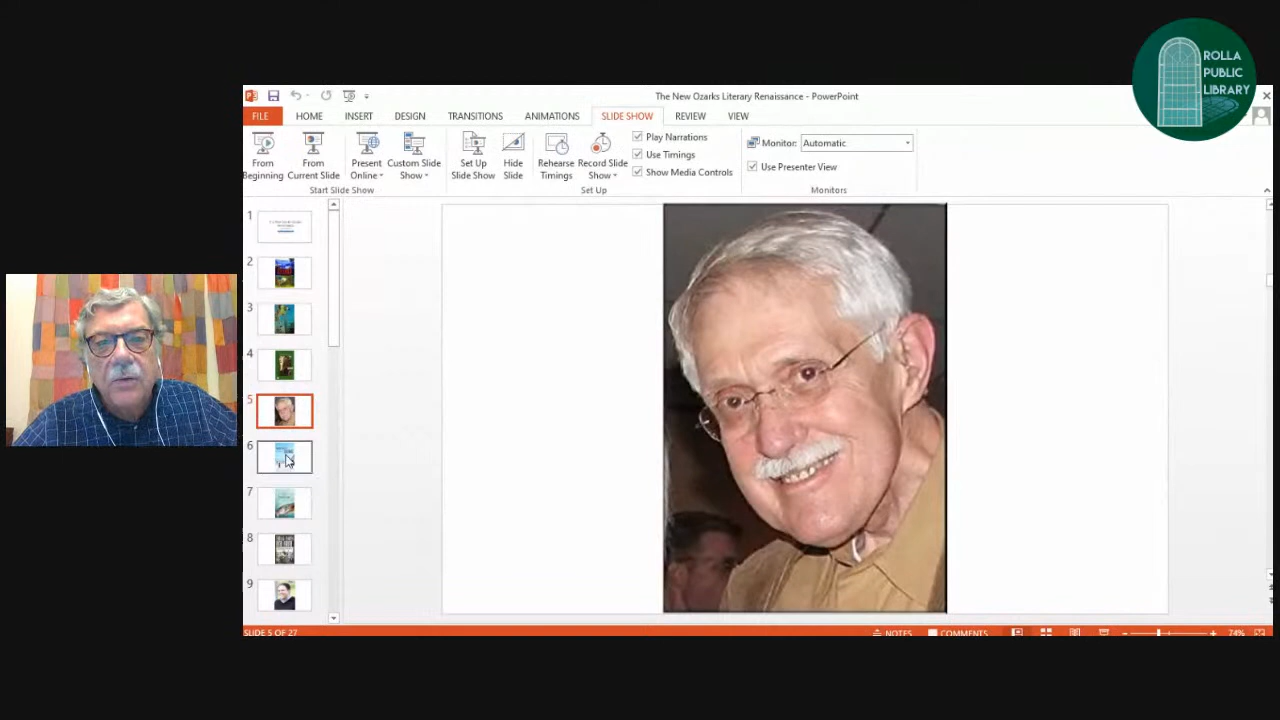 ROLLA
PUBLIC
LIBRARY
The New Ozarks Literary Renaissance - PowerPoint
FILE HOME INSERT DESIGN TRANSITIONS ANIMATIONS SLIDE SHOW REVIEW VIEW
From Beginning
From Current Slide
Present Online
Custom Slide Show
Start Slide Show
Set Up Slide Show
Hide Slide
Rehearse Timings
Record Slide Show
Play Narrations
Use Timings
Show Media Controls
Set Up
Monitor: Automatic
Use Presenter View
Monitors
1
2
3
4
5
6
7
8
9
SLIDE 5 OF 27
NOTES COMMENTS 74%